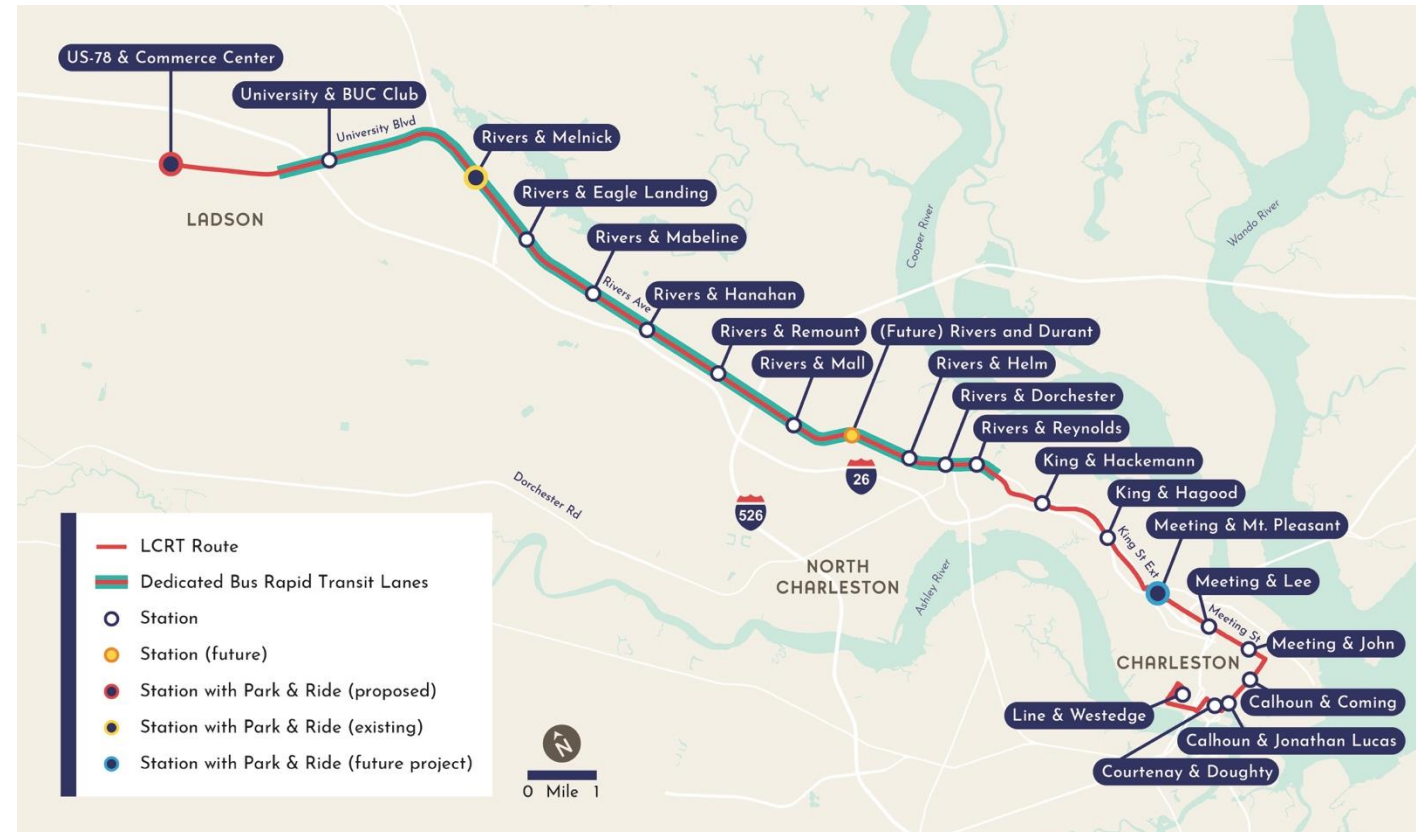 US-78 & Commerce Center
University & BUC Club
University Blvd
Rivers & Melnick
Rivers & Eagle Landing
LADSON
Rivers & Mabeline
Rivers Ave
Rivers & Hanahan
Cooper River
Wando River
Rivers & Remount
(Future) Rivers and Durant
Rivers & Mall
Rivers & Helm
Rivers & Dorchester
Rivers & Reynolds
King & Hackemann
26
526
Dorchester Rd
King & Hagood
King St Ext
Meeting & Mt. Pleasant
NORTH
CHARLESTON
Ashley River
Meeting & Lee
Meeting St
Meeting & John
CHARLESTON
Calhoun & Coming
Line & Westedge
Calhoun & Jonathan Lucas
Courtenay & Doughty
LCRT Route
Dedicated Bus Rapid Transit Lanes
Station
Station (future)
Station with Park & Ride (proposed)
Station with Park & Ride (existing)
Station with Park & Ride (future project)
N
0 Mile 1